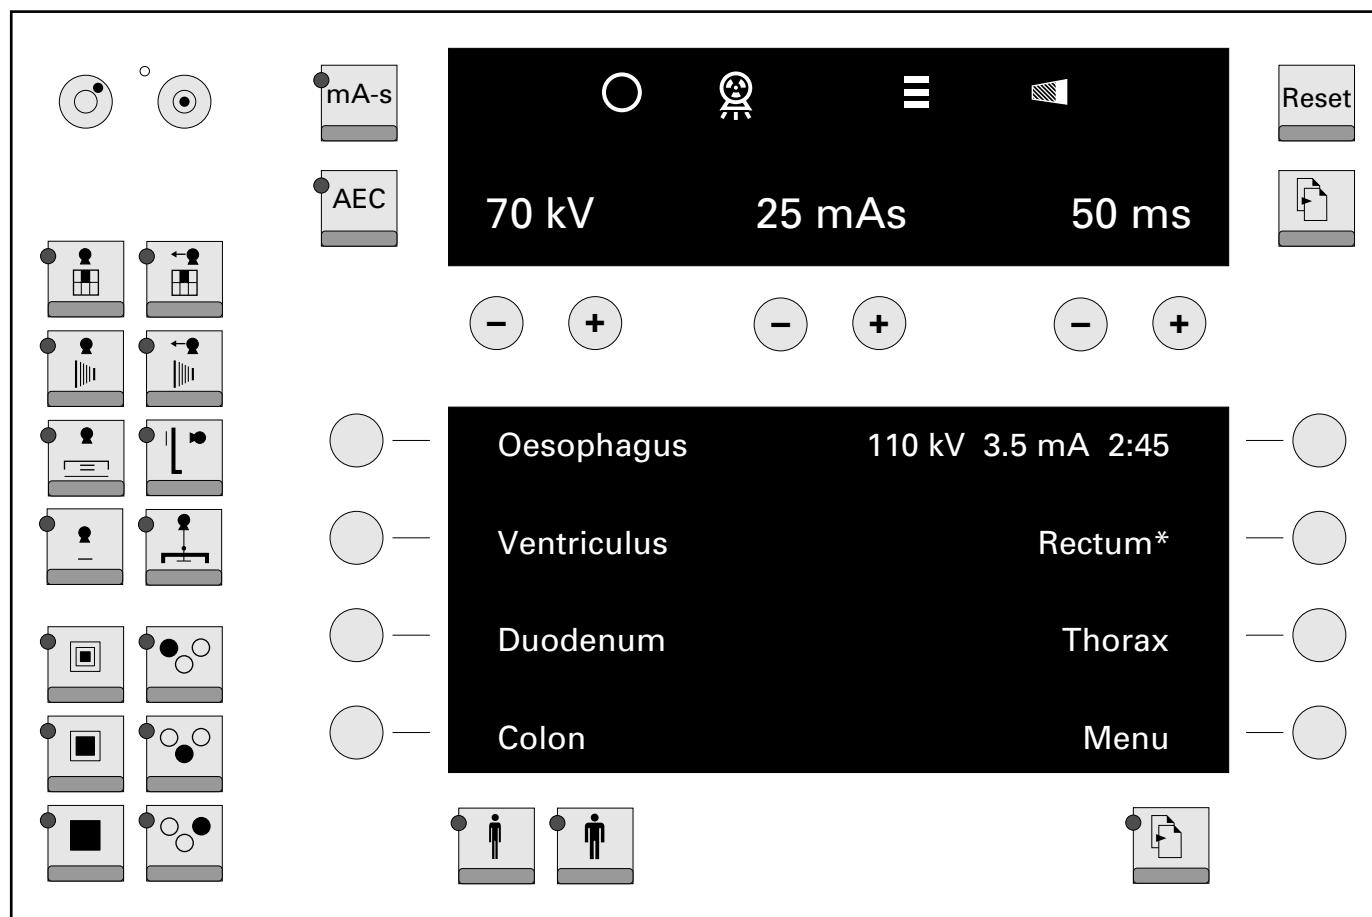 mA-s
Reset
AEC
70 kV 25 mAs 50 ms
− + − + − +
Oesophagus 110 kV 3.5 mA 2:45
Ventriculus Rectum*
Duodenum Thorax
Colon Menu